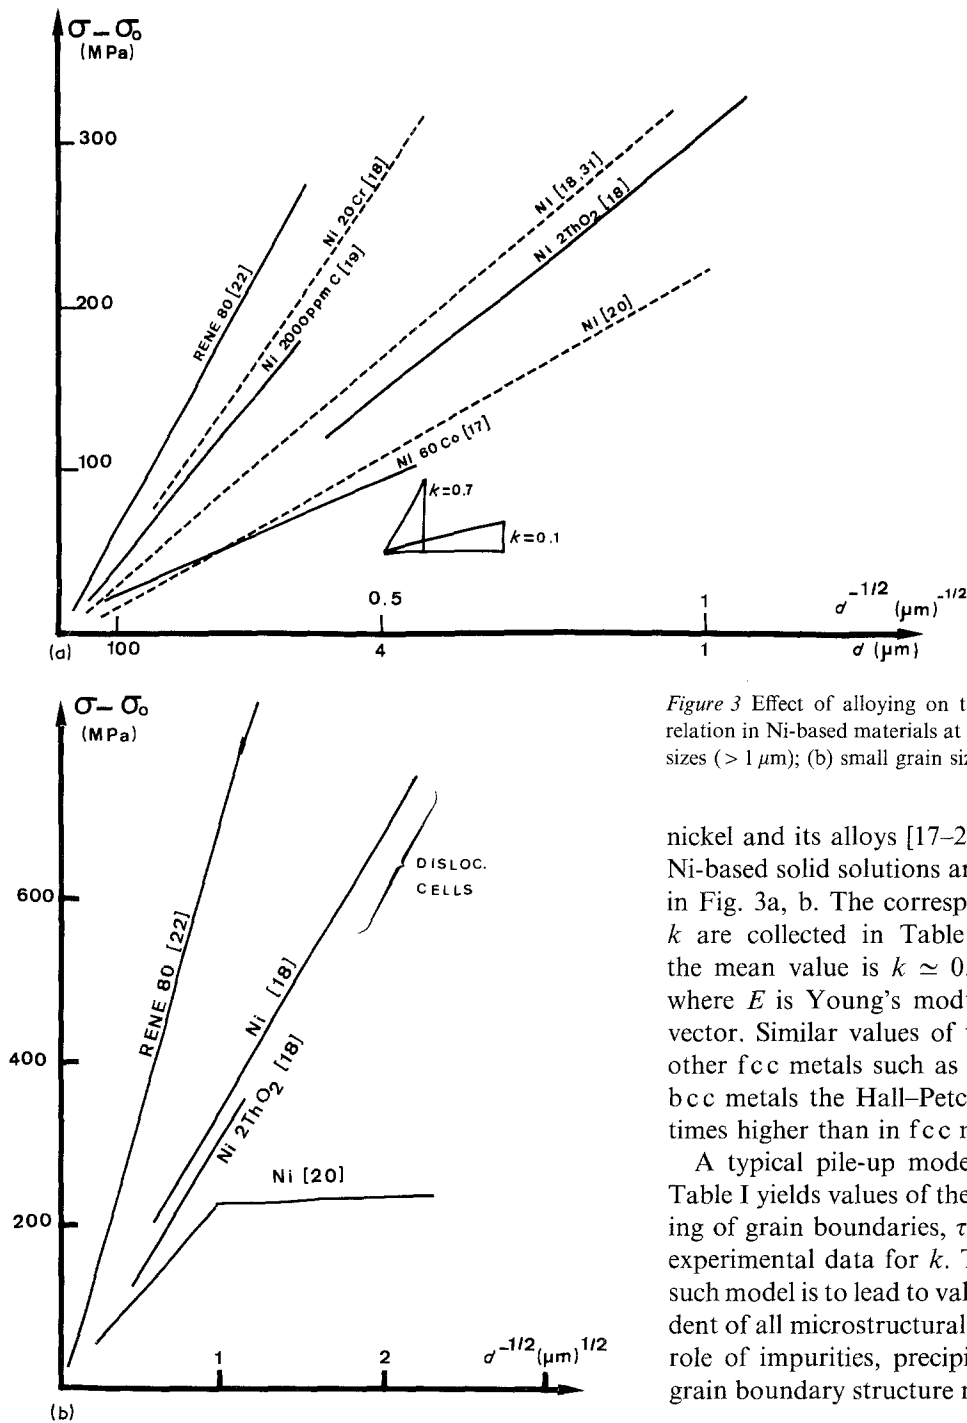 σ – σ₀
(MPa)
300
200
100
RENE 80 [22]
Ni 20Cr [18]
Ni 2000ppm C [19]
Ni [18,31]
Ni 2ThO₂ [18]
Ni [20]
Ni 60Co [17]
k=0.7
k=0.1
0.5
1
d^-1/2 (µm)^-1/2
(a)
100
4
1
d (µm)
σ – σ₀
(MPa)
600
400
200
RENE 80 [22]
Ni [18]
Ni 2ThO₂ [18]
Ni [20]
DISLOC.
CELLS
1
2
d^-1/2 (µm)^1/2
(b)
Figure 3 Effect of alloying on t
relation in Ni-based materials at
sizes (> 1 µm); (b) small grain siz
nickel and its alloys [17–2
Ni-based solid solutions ar
in Fig. 3a, b. The corresp
k are collected in Table
the mean value is k ≃ 0.
where E is Young's mod
vector. Similar values of
other fcc metals such as
bcc metals the Hall–Petc
times higher than in fcc r
A typical pile-up mode
Table I yields values of the
ing of grain boundaries, τ
experimental data for k. T
such model is to lead to val
dent of all microstructural
role of impurities, precipi
grain boundary structure r